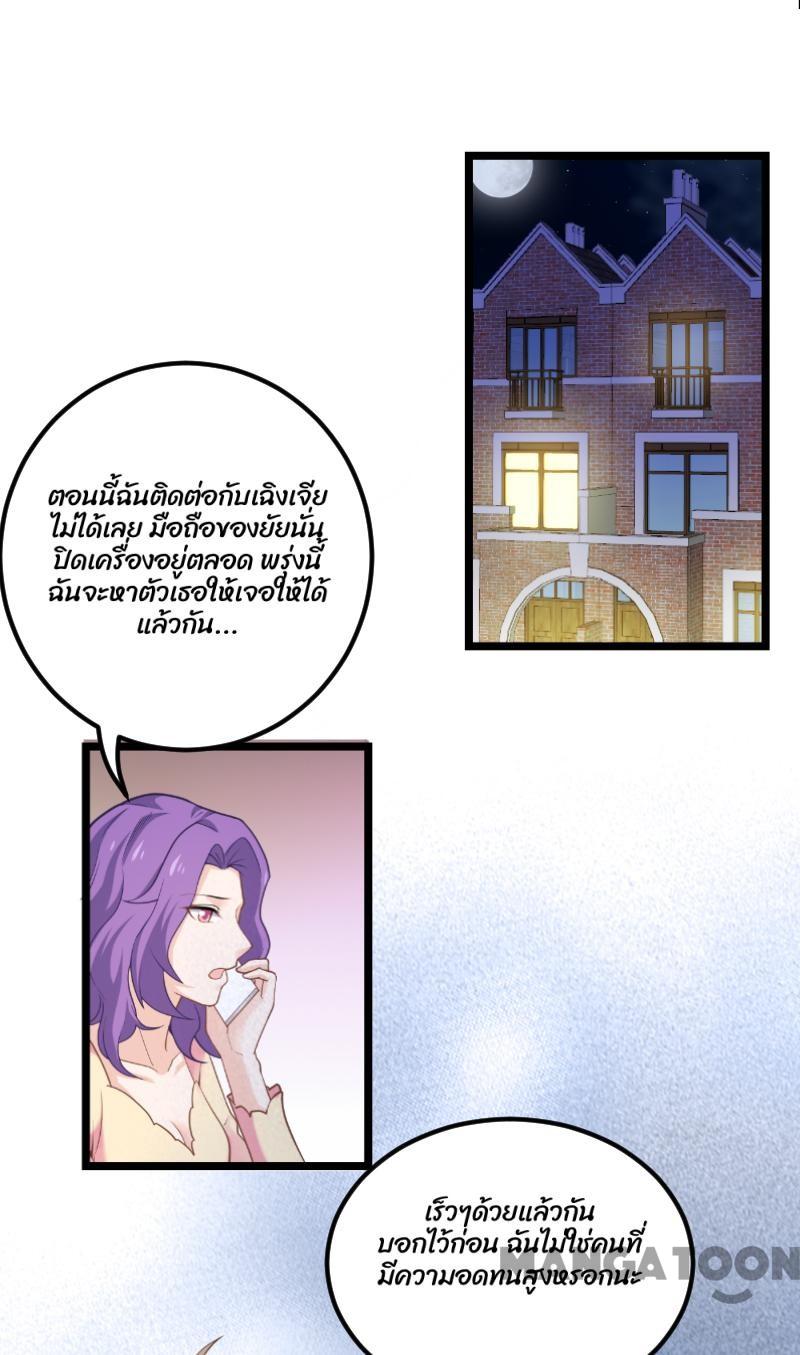 ตอนนี้ฉันติดต่อกับเฉิงเจีย
ไม่ได้เลย มือถือของยัยนั่น
ปิดเครื่องอยู่ตลอด พรุ่งนี้
ฉันจะหาตัวเธอให้เจอให้ได้
แล้วกัน...
เร็วๆด้วยแล้วกัน
บอกไว้ก่อน ฉันไม่ใช่คนที่
มีความอดทนสูงหรอกนะ
MANGATOON